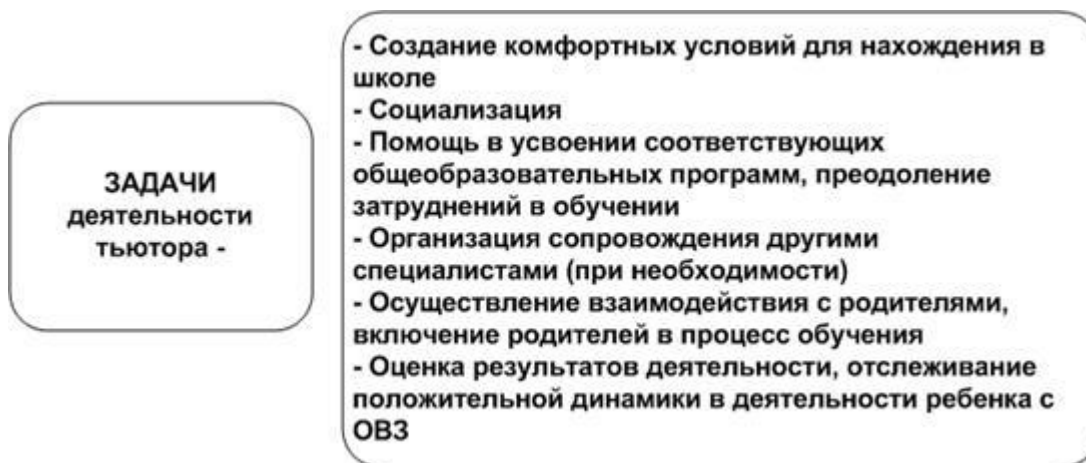 ЗАДАЧИ
деятельности
тьютора -
- Создание комфортных условий для нахождения в
школе
- Социализация
- Помощь в усвоении соответствующих
общеобразовательных программ, преодоление
затруднений в обучении
- Организация сопровождения другими
специалистами (при необходимости)
- Осуществление взаимодействия с родителями,
включение родителей в процесс обучения
- Оценка результатов деятельности, отслеживание
положительной динамики в деятельности ребенка с
ОВЗ